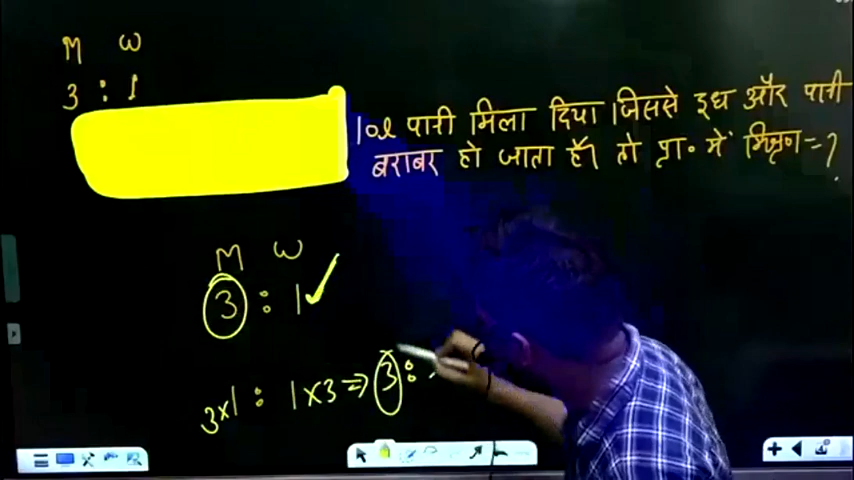 M W
3 : 1
10l पानी मिला दिया जिससे दुध और पानी
बराबर हो जाता है। तो प्रा॰ में मिश्रण = ?
M W
3 : 1 ✓
3×1 : 1×3 ⇒ 3 :